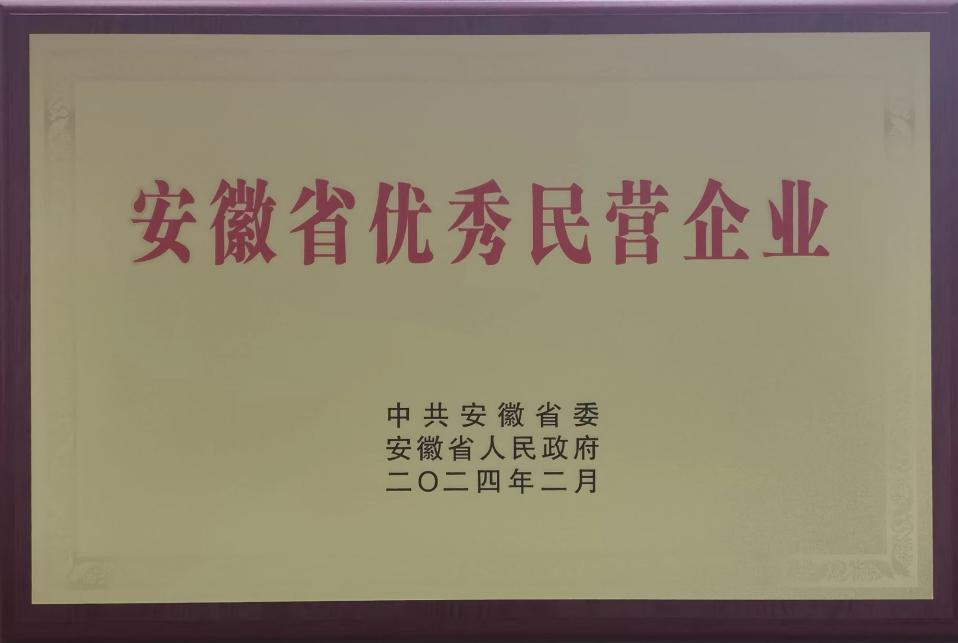 安徽省优秀民营企业
中共安徽省委
安徽省人民政府
二〇二四年二月